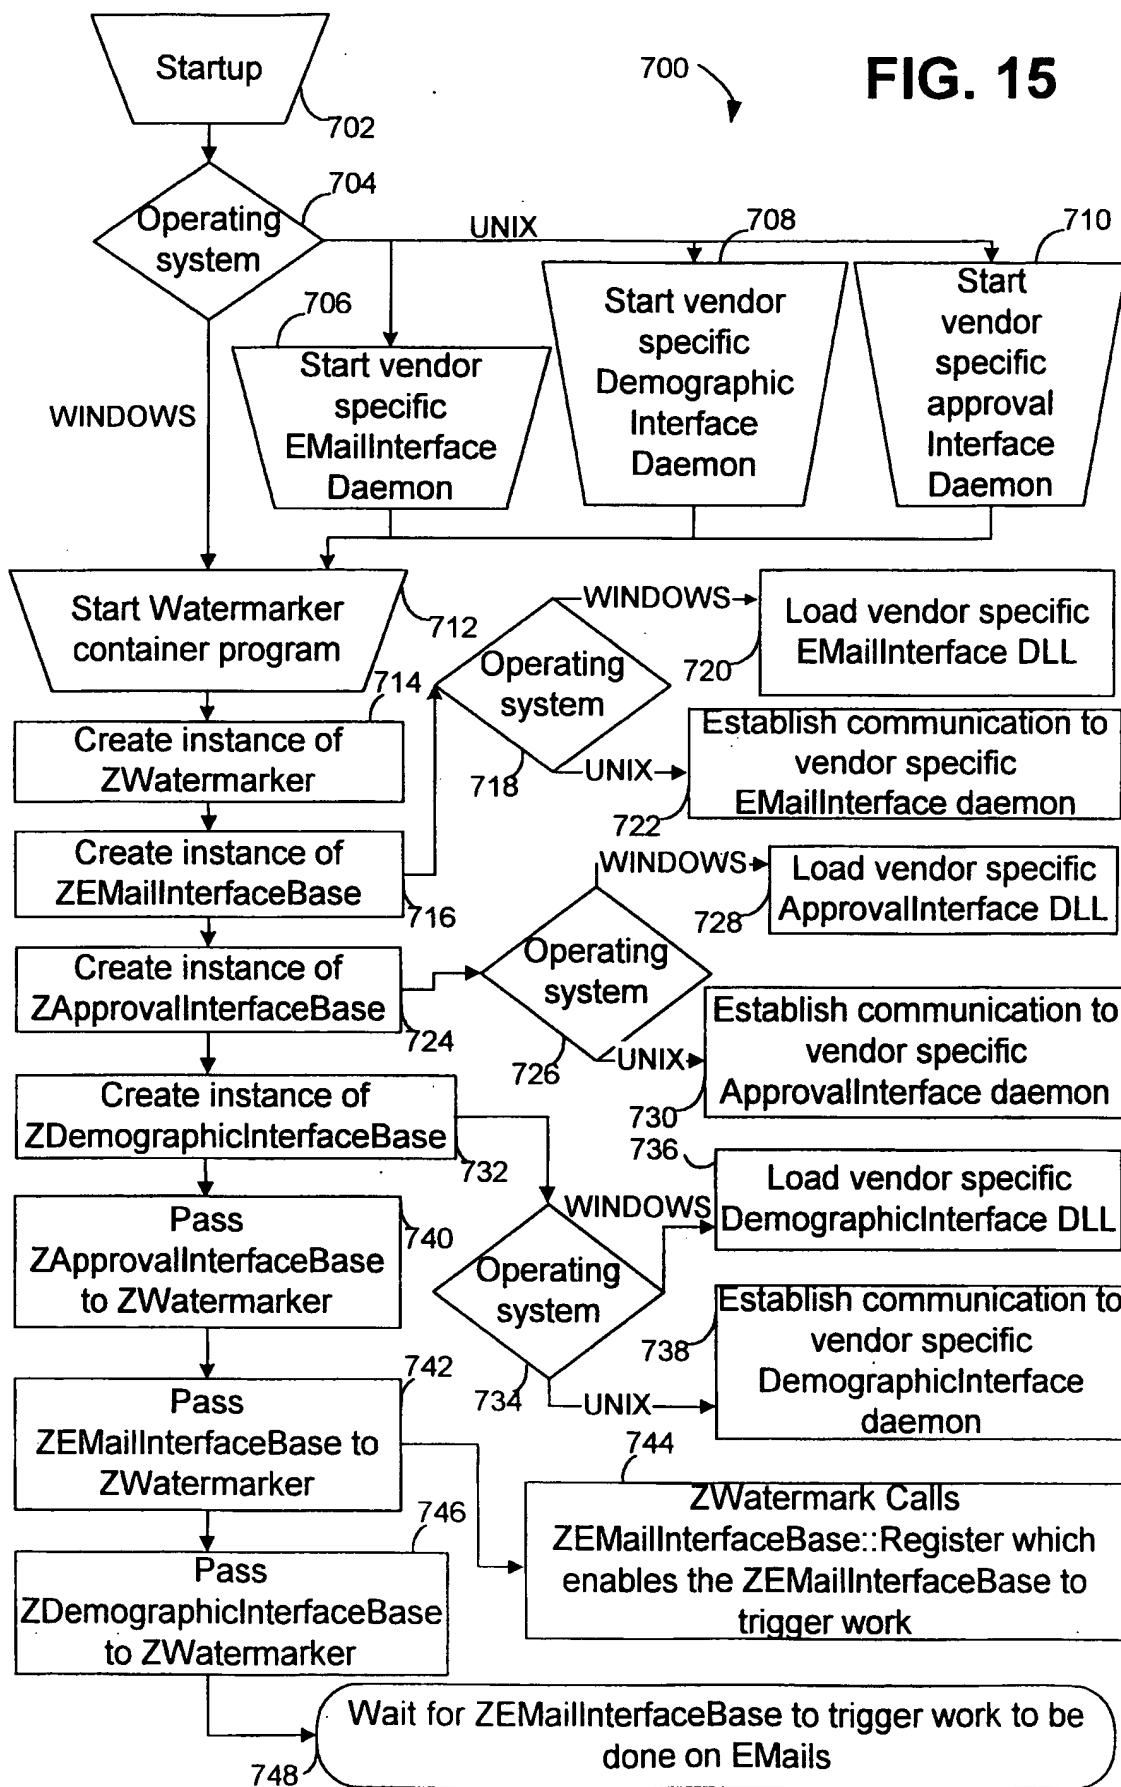 FIG. 15
700
Startup
702
704
Operating
system
UNIX
708
710
706
Start vendor
specific
EMailInterface
Daemon
Start vendor
specific
Demographic
Interface
Daemon
Start
vendor
specific
approval
Interface
Daemon
WINDOWS
Start Watermarker
container program
712
714
Create instance of
ZWatermarker
Create instance of
ZEMailInterfaceBase
716
Operating
system
718
WINDOWS
720
Load vendor specific
EMailInterface DLL
UNIX
722
Establish communication to
vendor specific
EMailInterface daemon
Create instance of
ZApprovalInterfaceBase
724
Operating
system
726
WINDOWS
728
Load vendor specific
ApprovalInterface DLL
UNIX
730
Establish communication to
vendor specific
ApprovalInterface daemon
Create instance of
ZDemographicInterfaceBase
732
Operating
system
734
WINDOWS
736
Load vendor specific
DemographicInterface DLL
UNIX
738
Establish communication to
vendor specific
DemographicInterface
daemon
Pass
ZApprovalInterfaceBase
to ZWatermarker
740
742
Pass
ZEMailInterfaceBase to
ZWatermarker
744
ZWatermark Calls
ZEMailInterfaceBase::Register which
enables the ZEMailInterfaceBase to
trigger work
746
Pass
ZDemographicInterfaceBase
to ZWatermarker
748
Wait for ZEMailInterfaceBase to trigger work to be
done on EMails